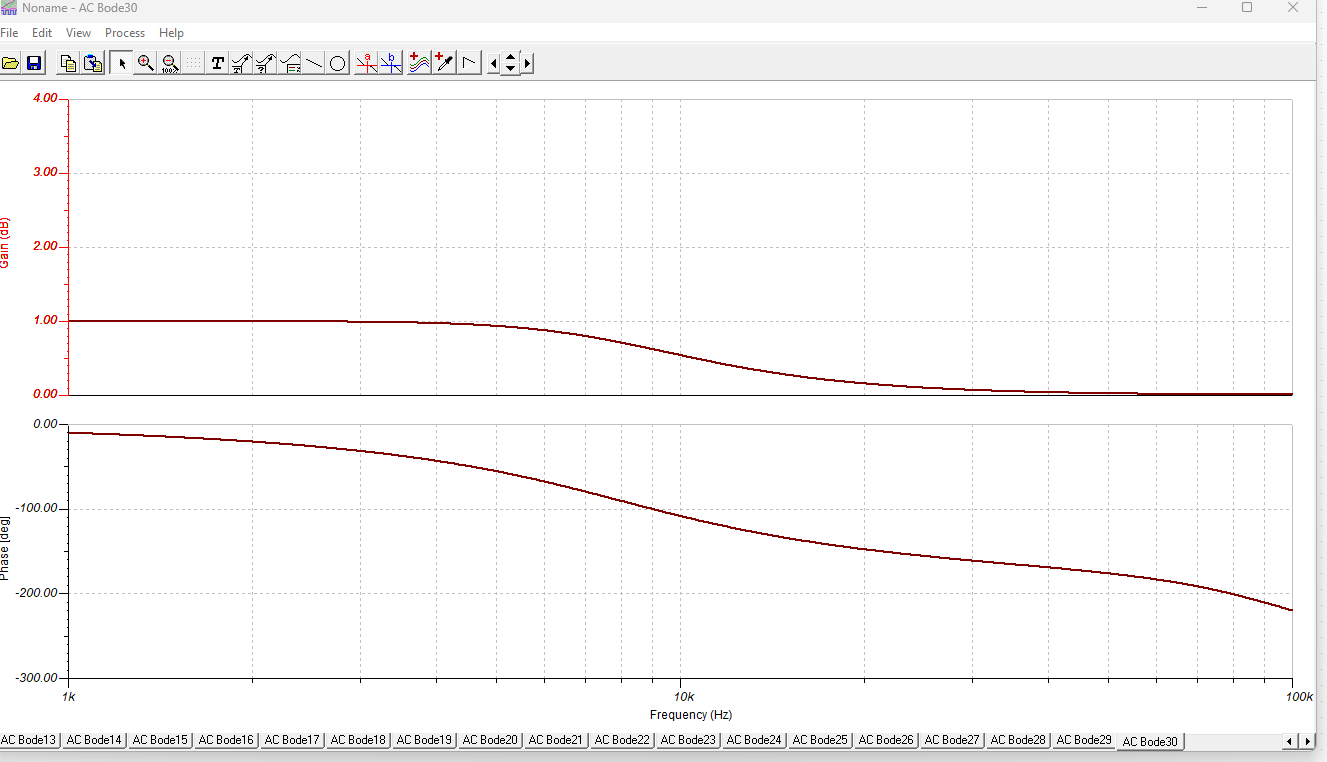 Noname - AC Bode30
File Edit View Process Help
T T ? 100% a b
4.00
3.00
2.00
1.00
0.00
Gain (dB)
0.00
-100.00
-200.00
-300.00
Phase [deg]
1k 10k 100k
Frequency (Hz)
AC Bode13 AC Bode14 AC Bode15 AC Bode16 AC Bode17 AC Bode18 AC Bode19 AC Bode20 AC Bode21 AC Bode22 AC Bode23 AC Bode24 AC Bode25 AC Bode26 AC Bode27 AC Bode28 AC Bode29 AC Bode30